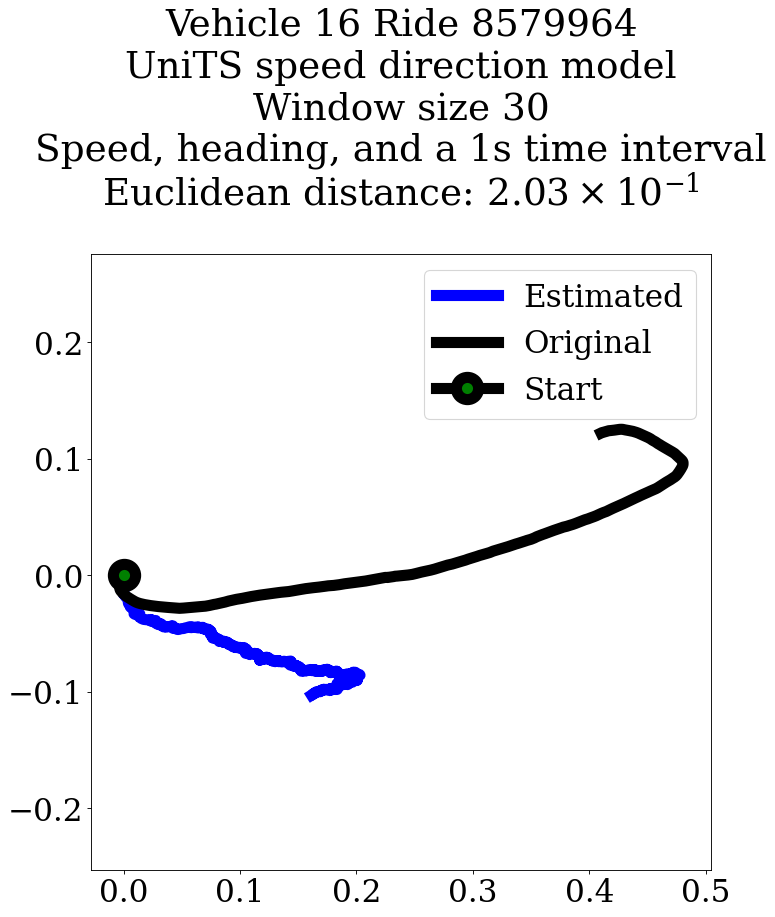 Vehicle 16 Ride 8579964
UniTS speed direction model
Window size 30
Speed, heading, and a 1s time interval
Euclidean distance: 2.03 × 10⁻¹
Estimated
Original
Start
0.2
0.1
0.0
−0.1
−0.2
0.0 0.1 0.2 0.3 0.4 0.5